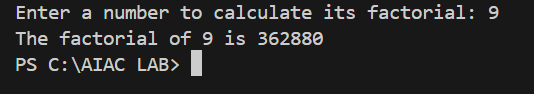 Enter a number to calculate its factorial: 9
The factorial of 9 is 362880
PS C:\AIAC LAB>